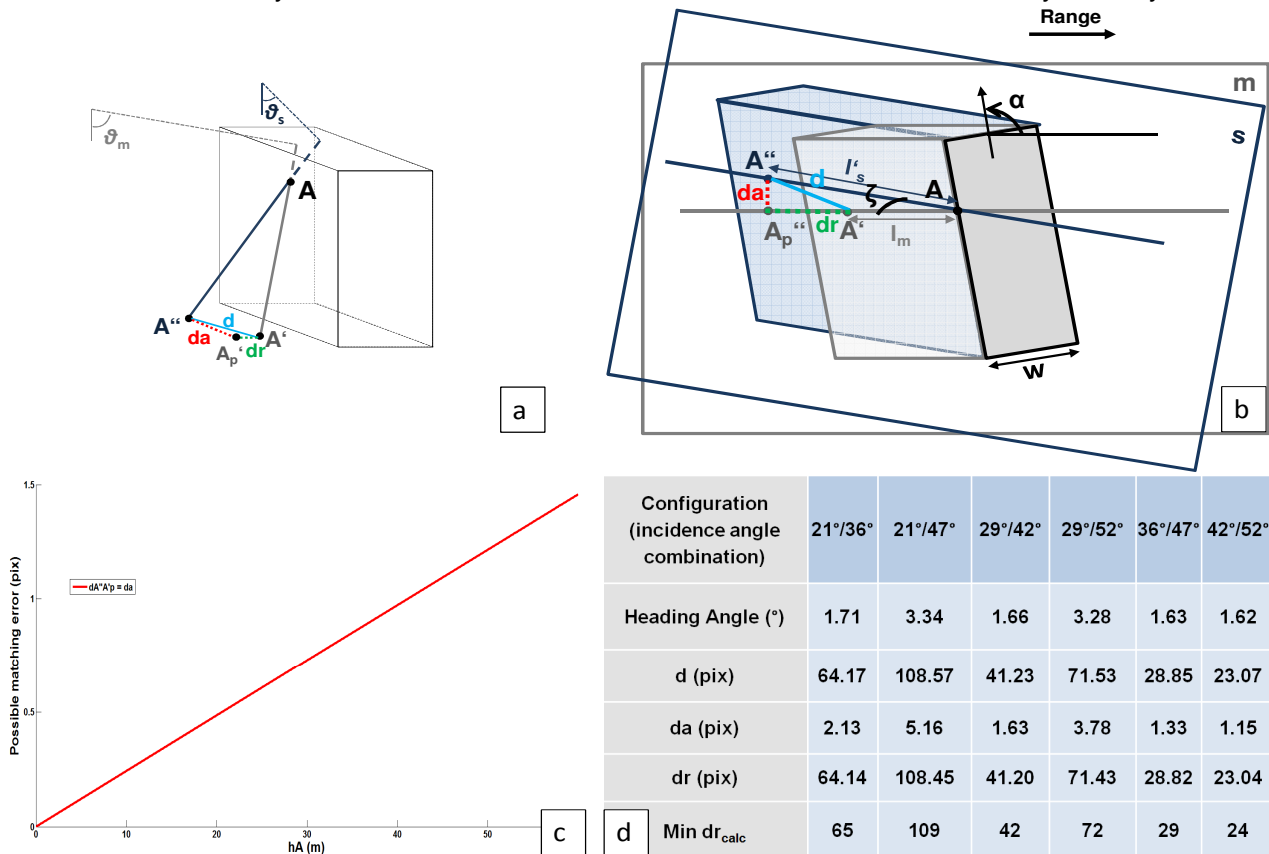 Range
m
s
α
ϑs
ϑm
A
A“
d
da
Ap‘
dr
A‘
a
A“
l‘s
d
ζ
A
da
Ap“
dr
A‘
lm
w
b
1.5
1
0.5
0
Possible matching error (pix)
dA"A'p = da
0 10 20 30 40 50
hA (m)
c
d
Configuration
(incidence angle
combination)
21°/36° 21°/47° 29°/42° 29°/52° 36°/47° 42°/52°
Heading Angle (°) 1.71 3.34 1.66 3.28 1.63 1.62
d (pix) 64.17 108.57 41.23 71.53 28.85 23.07
da (pix) 2.13 5.16 1.63 3.78 1.33 1.15
dr (pix) 64.14 108.45 41.20 71.43 28.82 23.04
Min drcalc 65 109 42 72 29 24